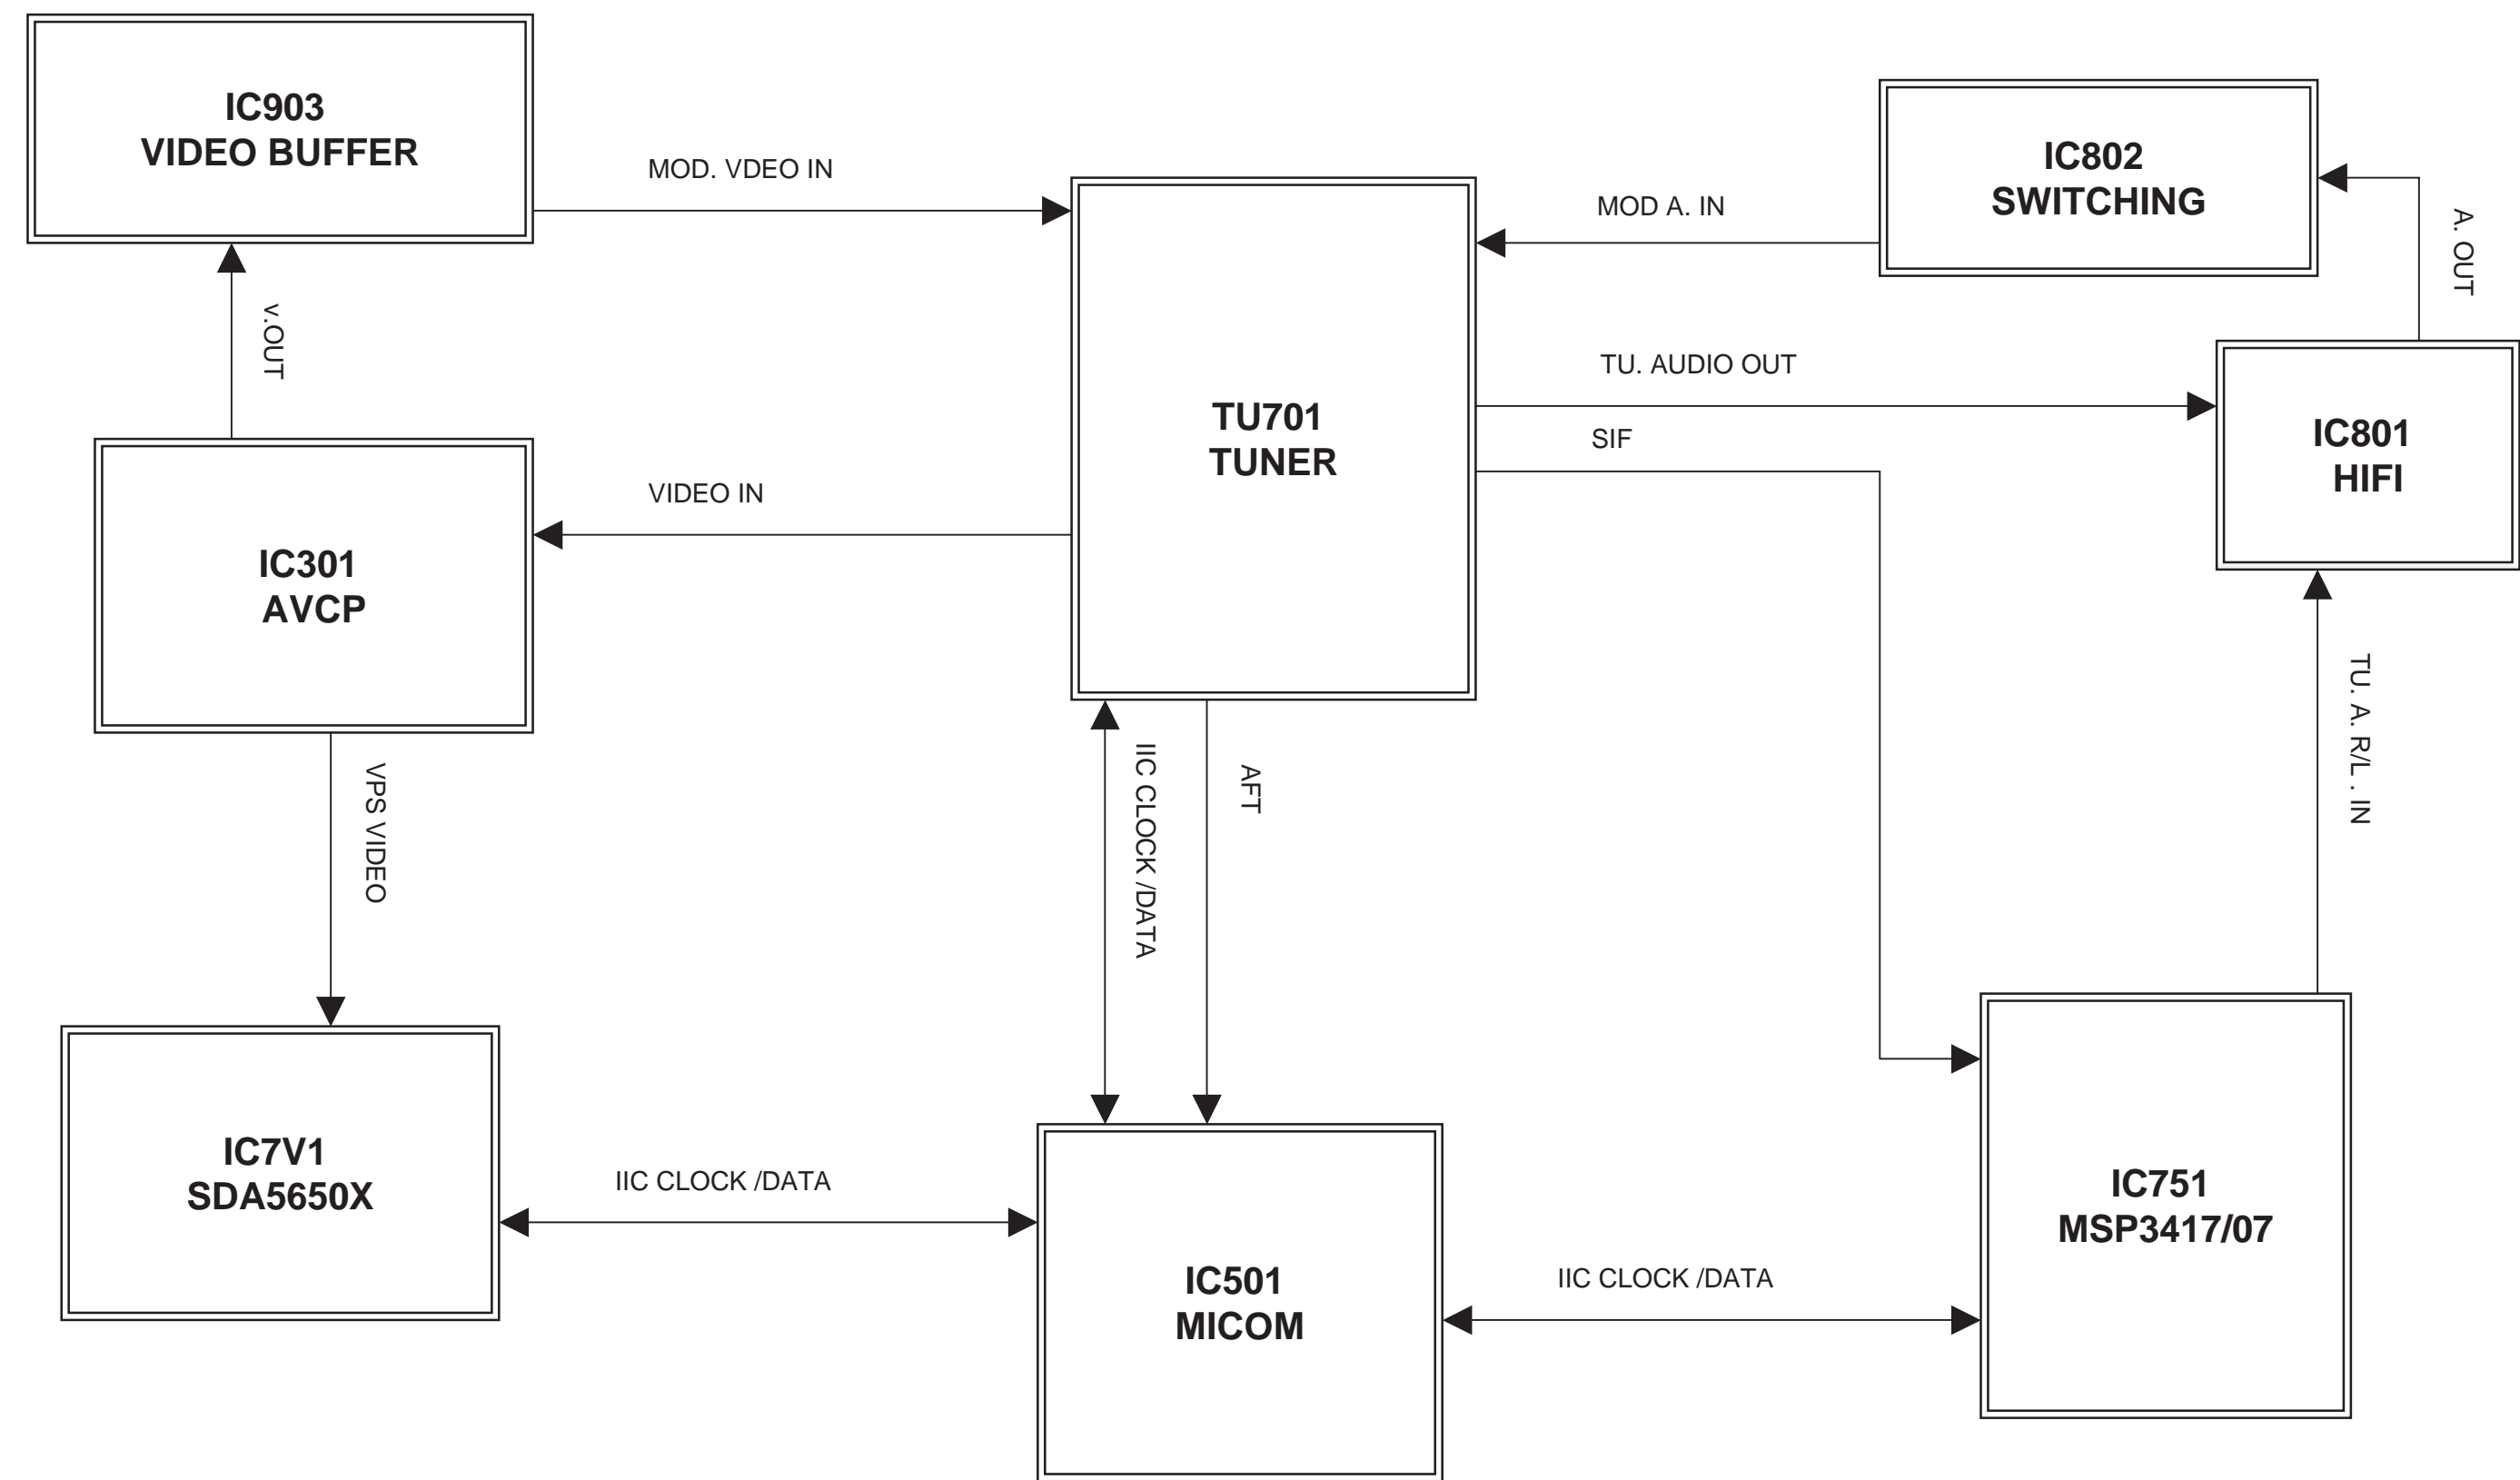 IC903
VIDEO BUFFER
MOD. VDEO IN
IC802
SWITCHING
MOD A. IN
A. OUT
v.OUT
TU. AUDIO OUT
TU701
TUNER
SIF
IC801
HIFI
VIDEO IN
IC301
AVCP
TU. A. R/L . IN
VPS VIDEO
IIC CLOCK /DATA
AFT
IC7V1
SDA5650X
IIC CLOCK /DATA
IC751
MSP3417/07
IC501
MICOM
IIC CLOCK /DATA